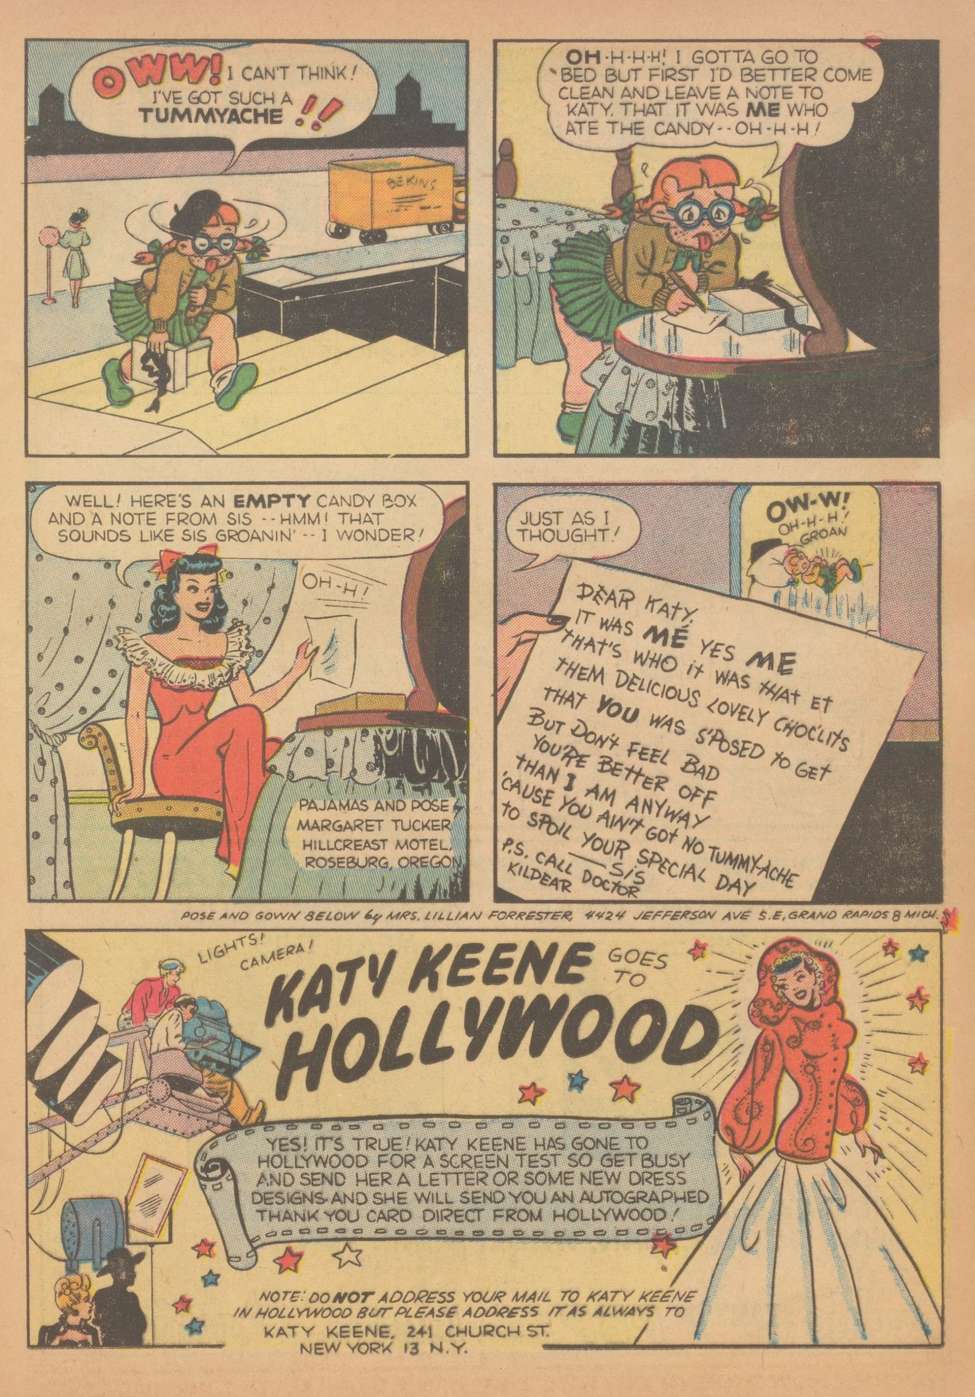 OWW! I CAN'T THINK!
I'VE GOT SUCH A
TUMMYACHE!!
BEKINS
OH-H-H-H! I GOTTA GO TO
BED BUT FIRST I'D BETTER COME
CLEAN AND LEAVE A NOTE TO
KATY, THAT IT WAS ME WHO
ATE THE CANDY--OH-H-H!
WELL! HERE'S AN EMPTY CANDY BOX
AND A NOTE FROM SIS --HMM! THAT
SOUNDS LIKE SIS GROANIN'--I WONDER!
OH-H!
PAJAMAS AND POSE
MARGARET TUCKER
HILLCREST MOTEL,
ROSEBURG, OREGON
JUST AS I
THOUGHT!
OW-W!
OH-H-H!
GROAN
DEAR KATY,
IT WAS ME YES ME
THAT'S WHO iT WAS THAT ET
THEM DELICIOUS LOVELY CHOC'LITS
THAT YOU WAS S'POSED TO GET
BUT DON'T FEEL BAD
YOU'RE BETTER OFF
THAN I AM ANYWAY
'CAUSE YOU AIN'T GOT NO TUMMY-ACHE
TO SPOIL YOUR SPECIAL DAY
— SiS
P.S. CALL DOCTOR
KILDEAR
POSE AND GOWN BELOW by MRS. LILLIAN FORRESTER, 4424 JEFFERSON AVE S.E., GRAND RAPIDS 8 MICH.
LIGHTS!
CAMERA!
KATY KEENE GOES
TO
HOLLYWOOD
YES! IT'S TRUE! KATY KEENE HAS GONE TO
HOLLYWOOD FOR A SCREEN TEST SO GET BUSY
AND SEND HER A LETTER OR SOME NEW DRESS
DESIGNS-AND SHE WILL SEND YOU AN AUTOGRAPHED
THANK YOU CARD DIRECT FROM HOLLYWOOD!
NOTE: DO NOT ADDRESS YOUR MAIL TO KATY KEENE
IN HOLLYWOOD BUT PLEASE ADDRESS IT AS ALWAYS TO
KATY KEENE, 241 CHURCH ST.
NEW YORK 13 N.Y.